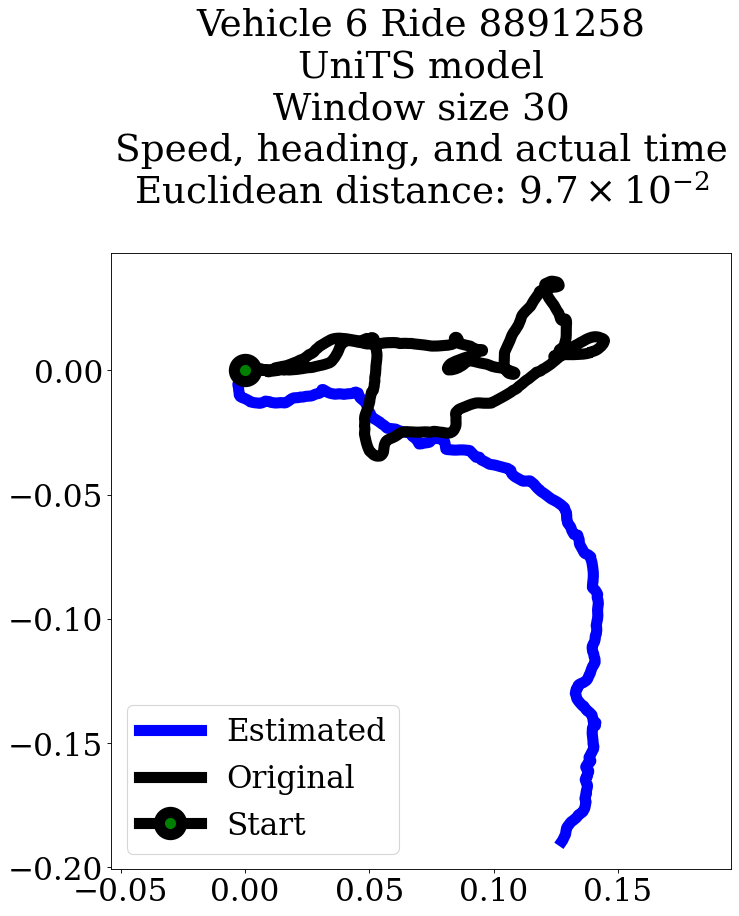 Vehicle 6 Ride 8891258
UniTS model
Window size 30
Speed, heading, and actual time
Euclidean distance: 9.7 × 10⁻²
0.00
−0.05
−0.10
−0.15
−0.20
Estimated
Original
Start
−0.05 0.00 0.05 0.10 0.15